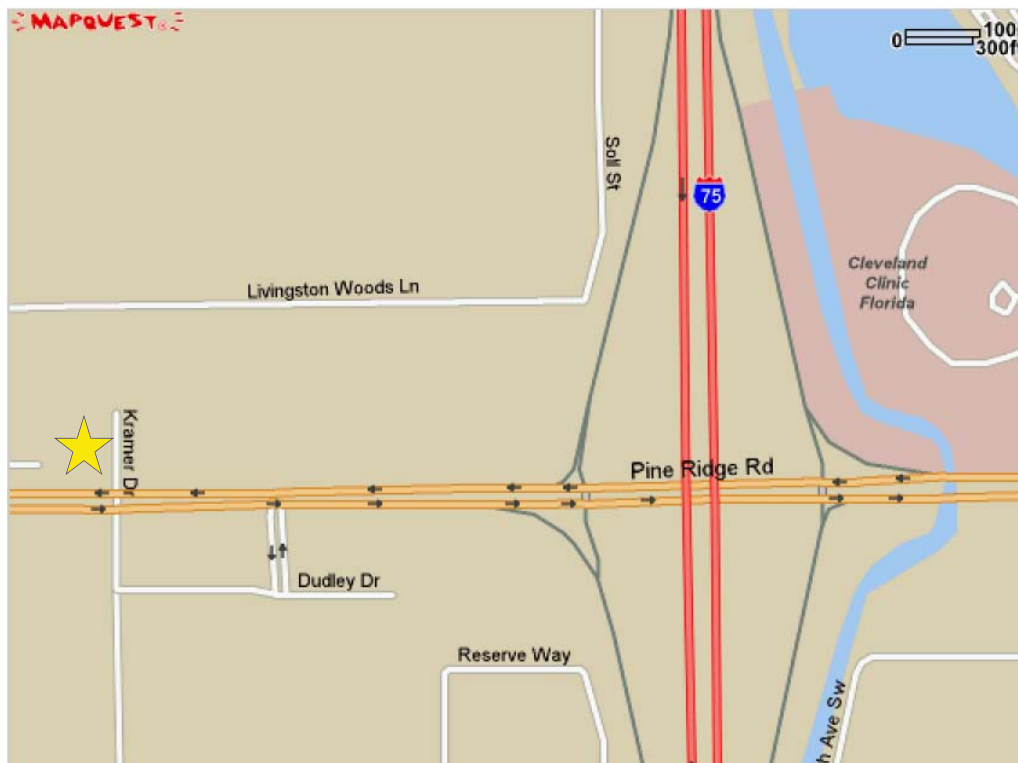 MAPQUEST
0
100
300f
Soll St
75
Cleveland
Clinic
Florida
Livingston Woods Ln
Kramer Dr
Pine Ridge Rd
Dudley Dr
Reserve Way
h Ave Sw